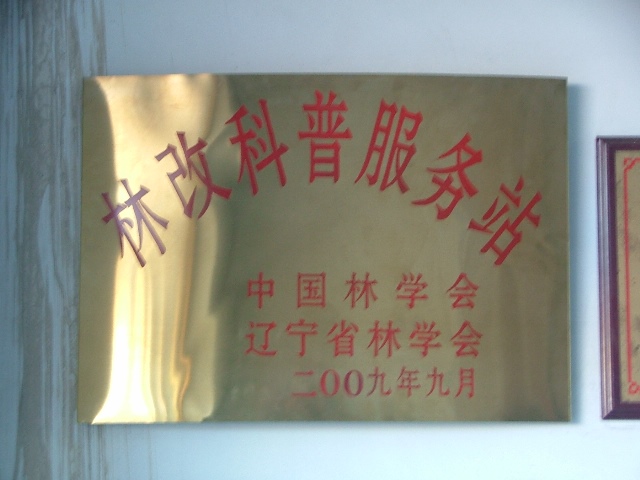 林改科普服务站
中国林学会
辽宁省林学会
二00九年九月